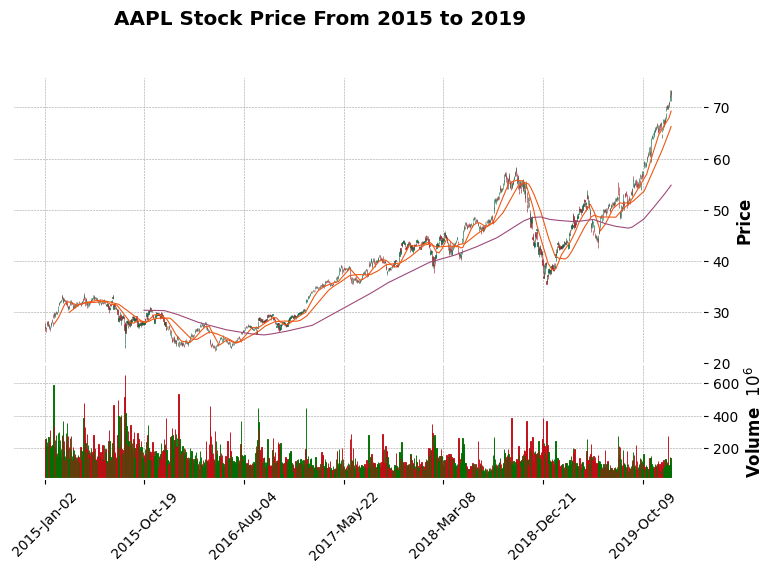 AAPL Stock Price From 2015 to 2019
70
60
50
40
30
20
Price
600
400
200
Volume 10^6
2015-Jan-02
2015-Oct-19
2016-Aug-04
2017-May-22
2018-Mar-08
2018-Dec-21
2019-Oct-09